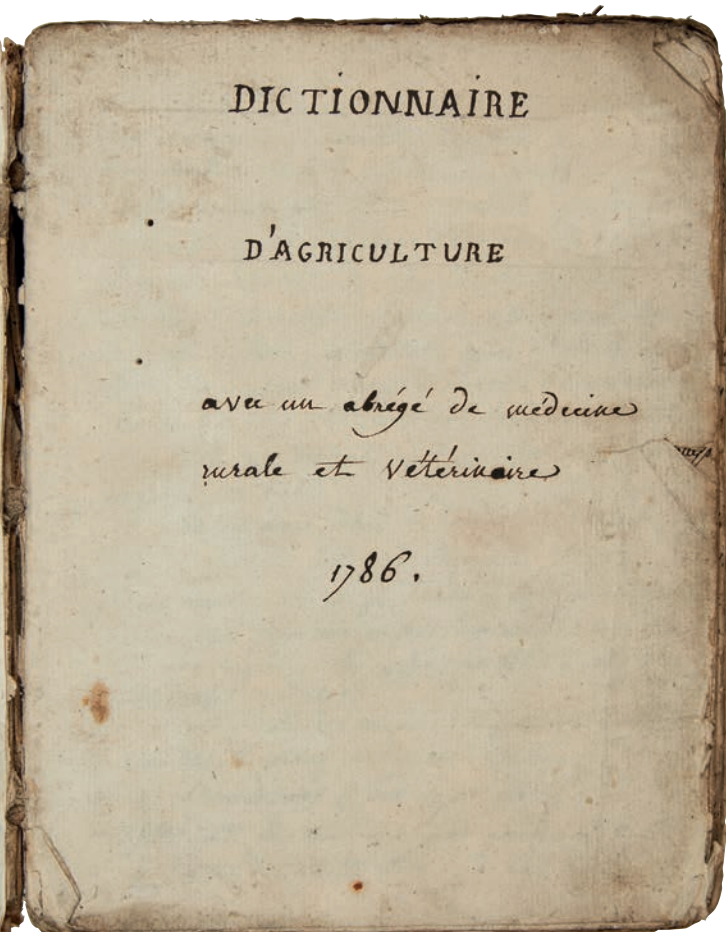 DICTIONNAIRE
D'AGRICULTURE
avec un abrégé de médecine
rurale et vétérinaire
1786.